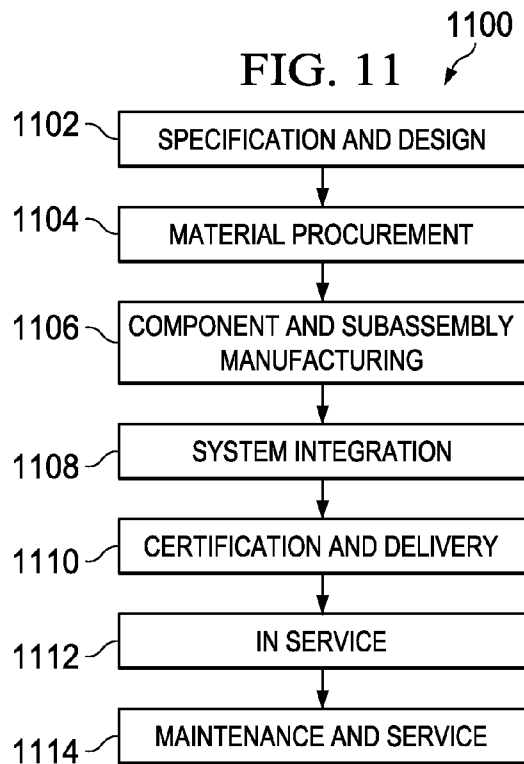 1100
FIG. 11
1102
SPECIFICATION AND DESIGN
1104
MATERIAL PROCUREMENT
1106
COMPONENT AND SUBASSEMBLY
MANUFACTURING
1108
SYSTEM INTEGRATION
1110
CERTIFICATION AND DELIVERY
1112
IN SERVICE
1114
MAINTENANCE AND SERVICE